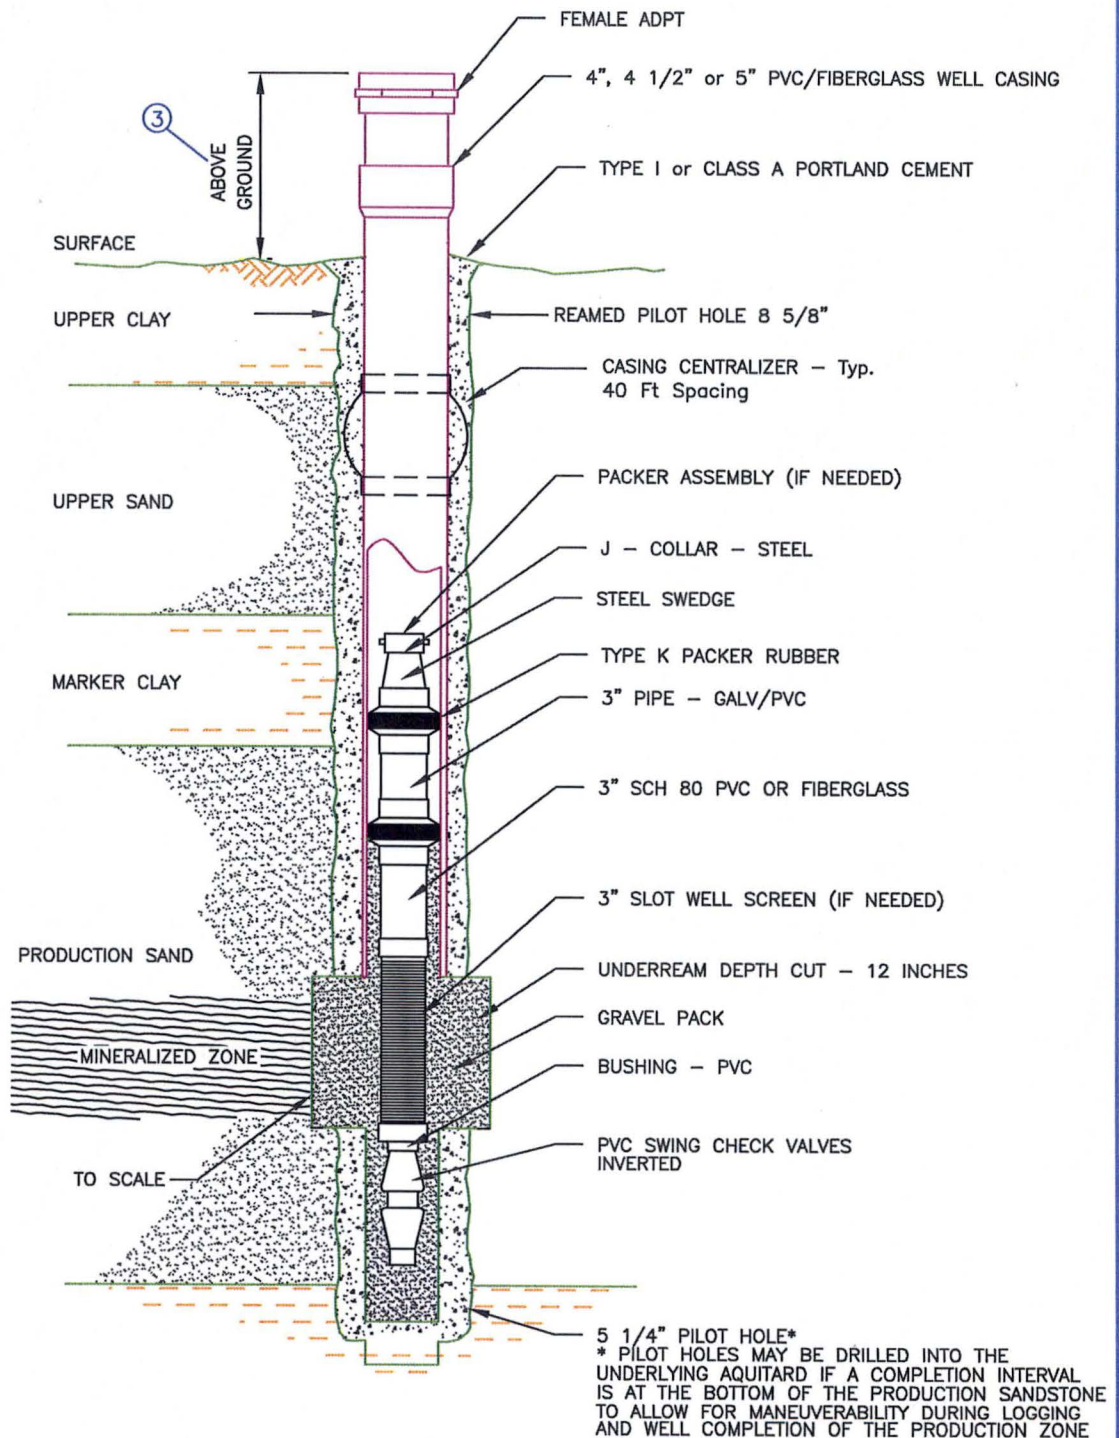 FEMALE ADPT
4", 4 1/2" or 5" PVC/FIBERGLASS WELL CASING
3
ABOVE
GROUND
TYPE I or CLASS A PORTLAND CEMENT
SURFACE
UPPER CLAY
REAMED PILOT HOLE 8 5/8"
CASING CENTRALIZER – Typ.
40 Ft Spacing
UPPER SAND
PACKER ASSEMBLY (IF NEEDED)
J – COLLAR – STEEL
STEEL SWEDGE
TYPE K PACKER RUBBER
MARKER CLAY
3" PIPE – GALV/PVC
3" SCH 80 PVC OR FIBERGLASS
3" SLOT WELL SCREEN (IF NEEDED)
PRODUCTION SAND
UNDERREAM DEPTH CUT – 12 INCHES
GRAVEL PACK
MINERALIZED ZONE
BUSHING – PVC
PVC SWING CHECK VALVES
INVERTED
TO SCALE
5 1/4" PILOT HOLE*
* PILOT HOLES MAY BE DRILLED INTO THE
UNDERLYING AQUITARD IF A COMPLETION INTERVAL
IS AT THE BOTTOM OF THE PRODUCTION SANDSTONE
TO ALLOW FOR MANEUVERABILITY DURING LOGGING
AND WELL COMPLETION OF THE PRODUCTION ZONE